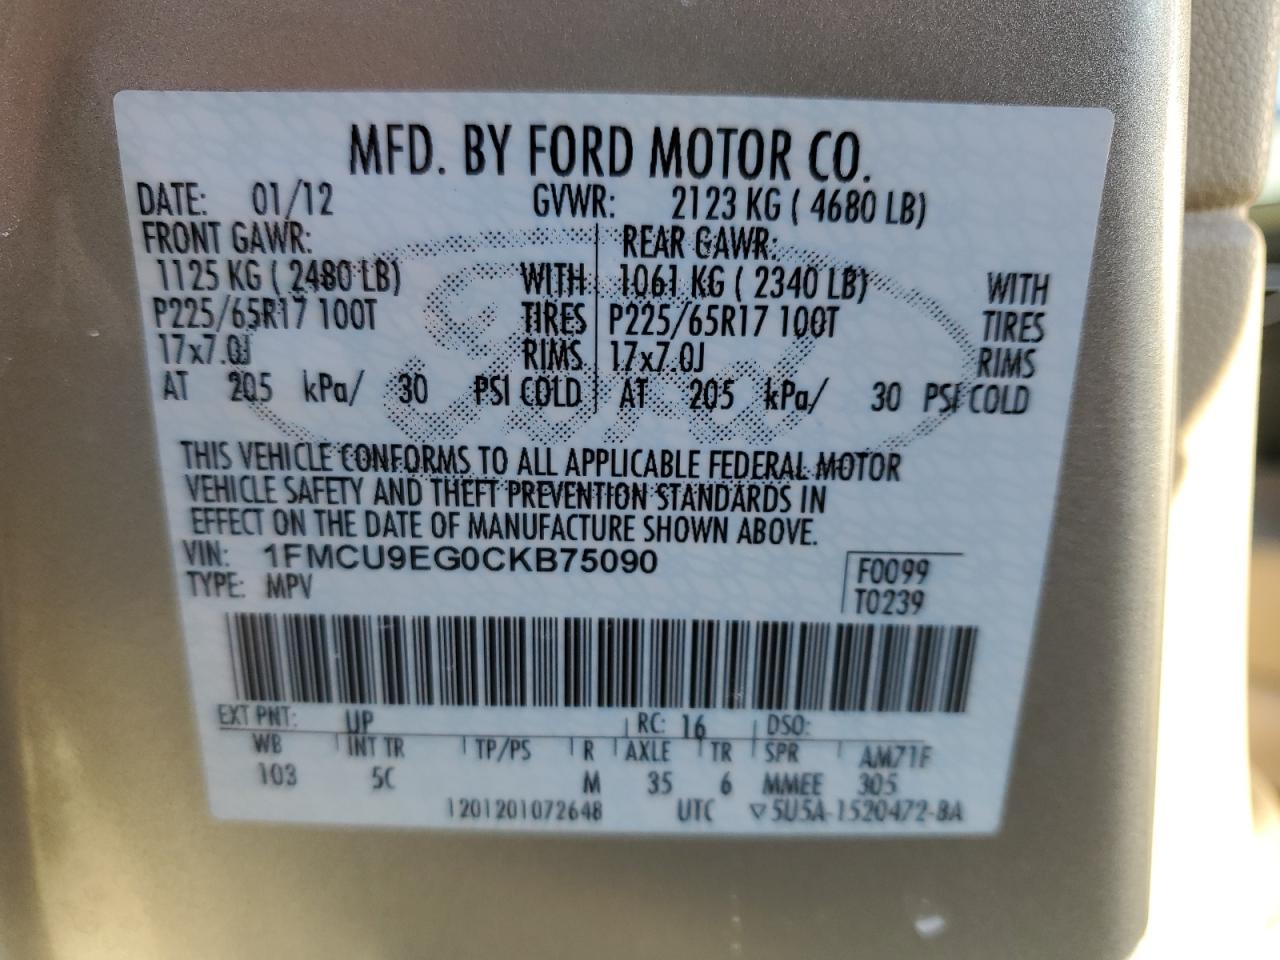 MFD. BY FORD MOTOR CO.
DATE: 01/12 GVWR: 2123 KG ( 4680 LB)
FRONT GAWR: REAR GAWR:
1125 KG ( 2480 LB) WITH 1061 KG ( 2340 LB) WITH
P225/65R17 100T TIRES P225/65R17 100T TIRES
17x7.0J RIMS 17x7.0J RIMS
AT 205 kPa/ 30 PSI COLD AT 205 kPa/ 30 PSI COLD
Ford
THIS VEHICLE CONFORMS TO ALL APPLICABLE FEDERAL MOTOR
VEHICLE SAFETY AND THEFT PREVENTION STANDARDS IN
EFFECT ON THE DATE OF MANUFACTURE SHOWN ABOVE.
VIN: 1FMCU9EG0CKB75090
TYPE: MPV
F0099
T0239
EXT PNT: UP RC: 16 DSO:
WB INT TR TP/PS R AXLE TR SPR AM71F
103 5C M 35 6 MMEE 305
1201201072648 UTC ▽5U5A-1520472-BA